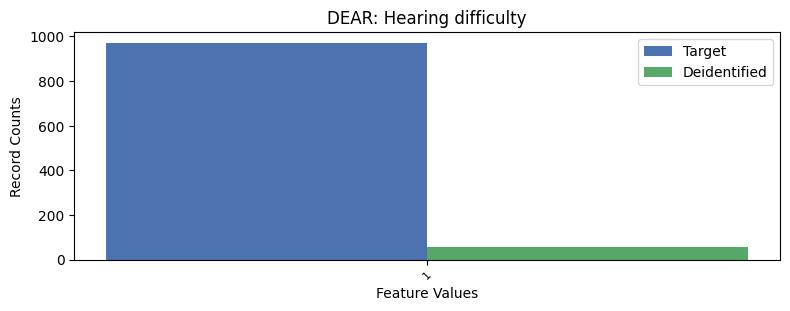 DEAR: Hearing difficulty
Target
Deidentified
Record Counts
1000
800
600
400
200
0
1
Feature Values